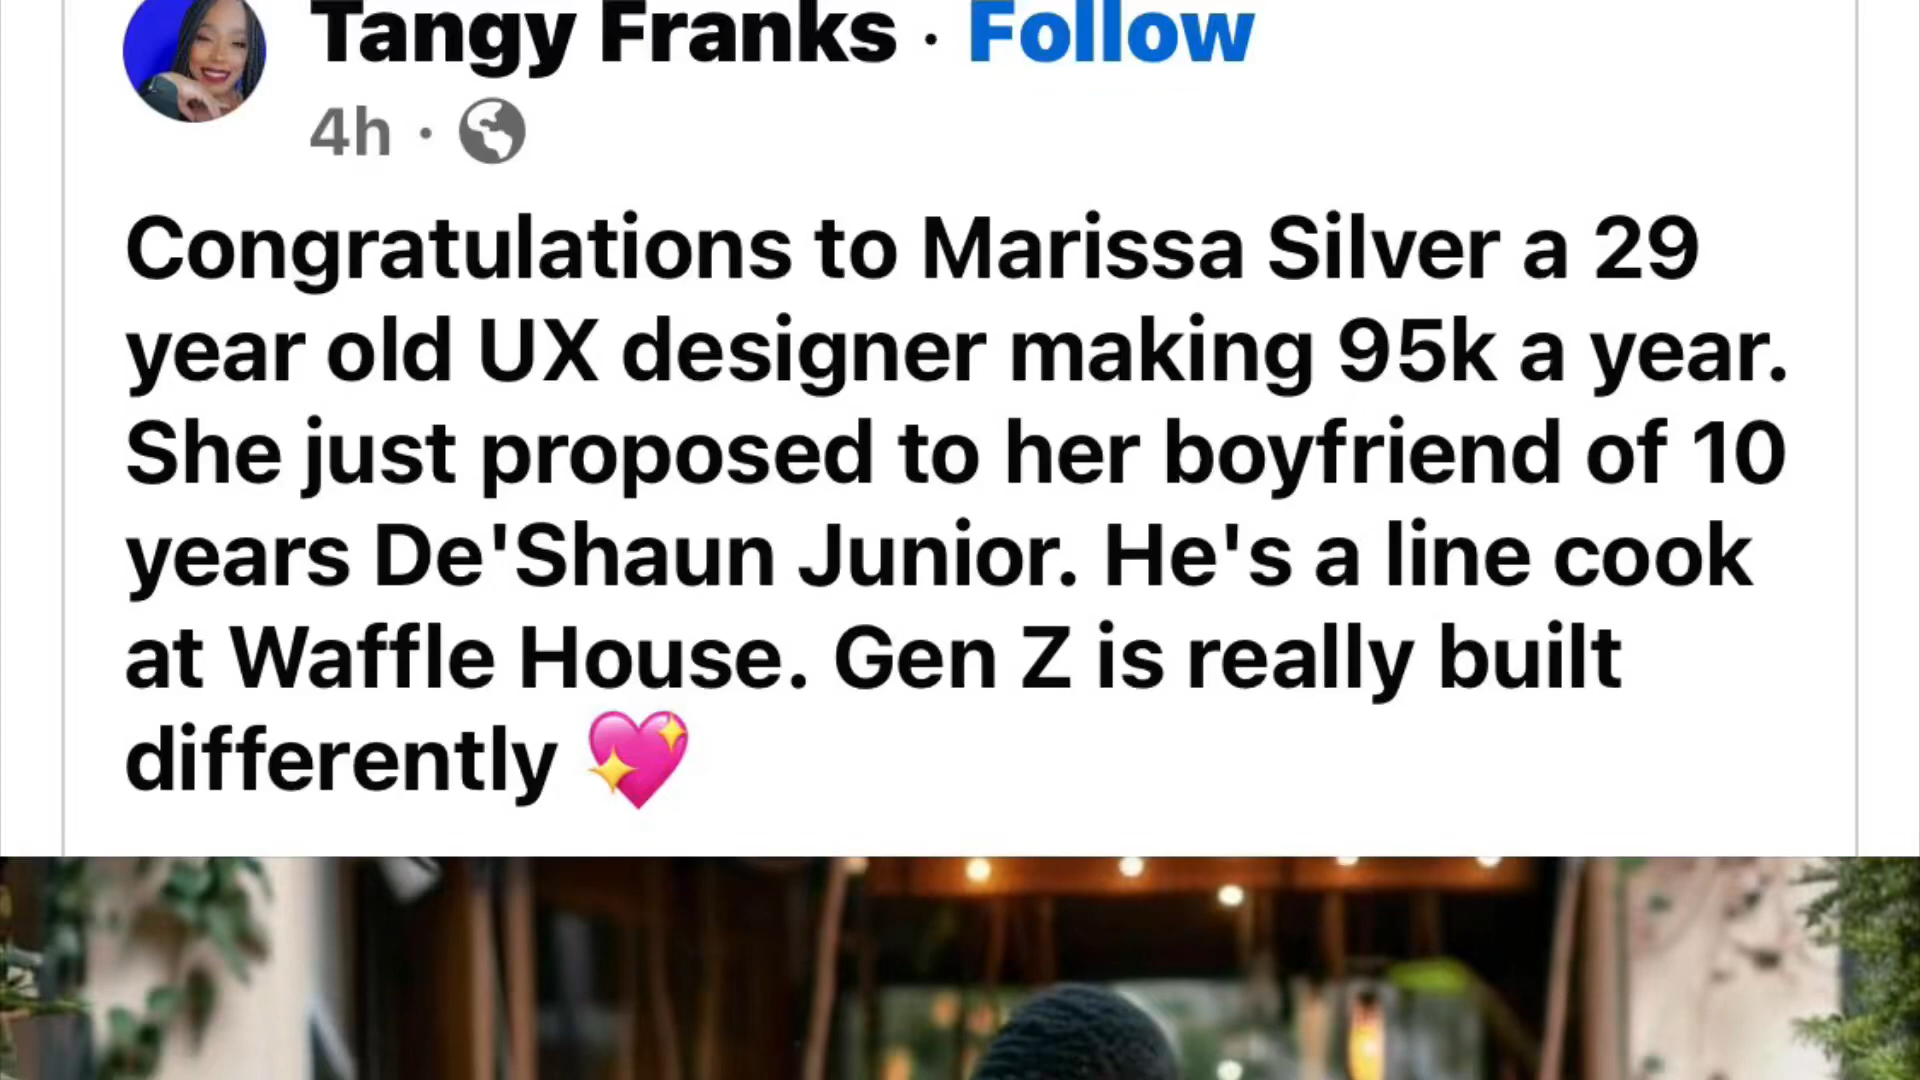 Tangy Franks · Follow
4h ·
Congratulations to Marissa Silver a 29
year old UX designer making 95k a year.
She just proposed to her boyfriend of 10
years De'Shaun Junior. He's a line cook
at Waffle House. Gen Z is really built
differently 💖